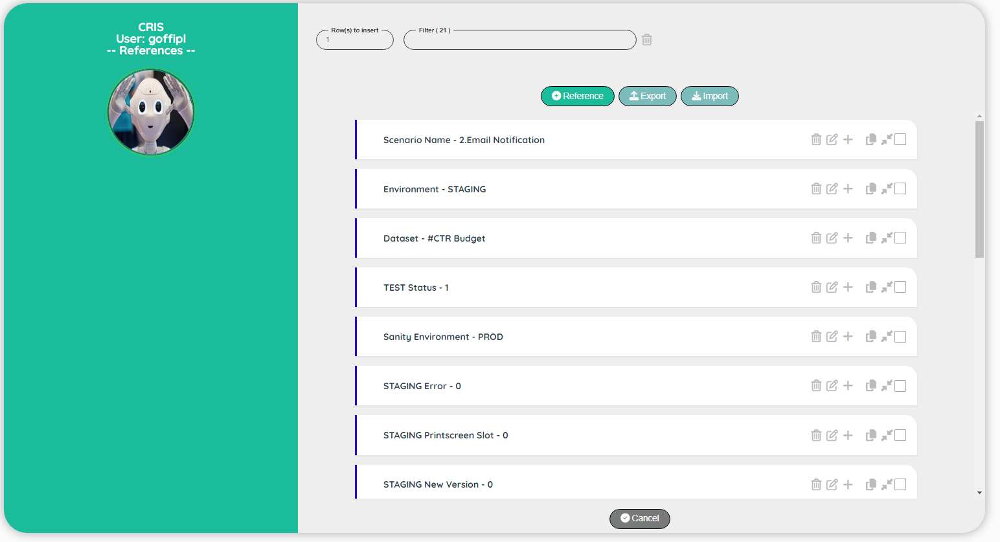 CRIS
User: goffipl
-- References --
Row(s) to insert
1
Filter ( 21 )
Reference
Export
Import
Scenario Name - 2.Email Notification
Environment - STAGING
Dataset - #CTR Budget
TEST Status - 1
Sanity Environment - PROD
STAGING Error - 0
STAGING Printscreen Slot - 0
STAGING New Version - 0
Cancel